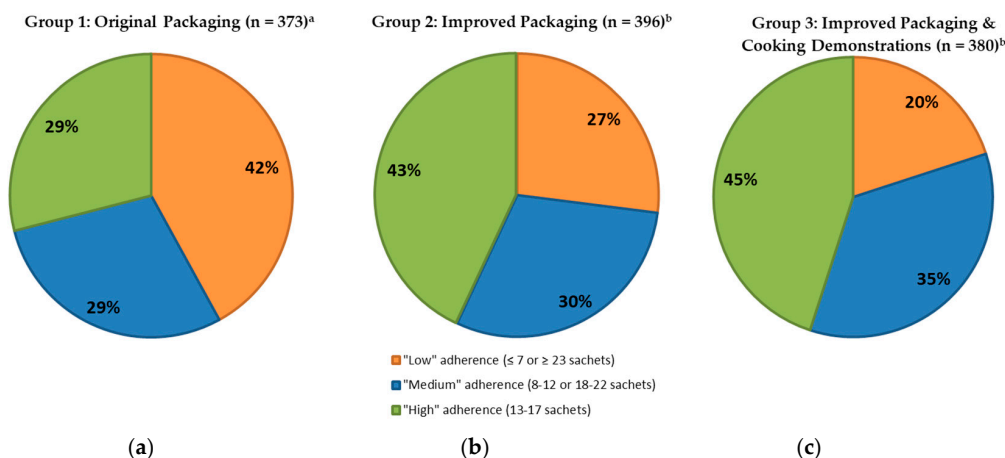 Group 1: Original Packaging (n = 373)ᵃ
Group 2: Improved Packaging (n = 396)ᵇ
Group 3: Improved Packaging &
Cooking Demonstrations (n = 380)ᵇ
29%
42%
29%
43%
27%
30%
45%
20%
35%
"Low" adherence (≤ 7 or ≥ 23 sachets)
"Medium" adherence (8-12 or 18-22 sachets)
"High" adherence (13-17 sachets)
(a)
(b)
(c)